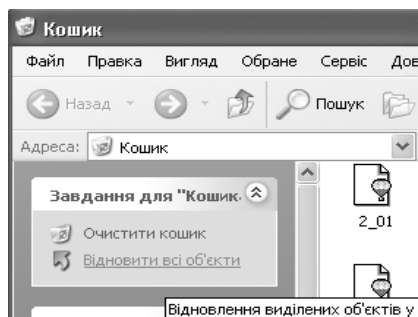 Кошик
Файл Правка Вигляд Обране Сервіс Дов
Назад Пошук
Адреса: Кошик
Завдання для "Кошик
Очистити кошик
Відновити всі об'єкти
2_01
Відновлення виділених об'єктів у